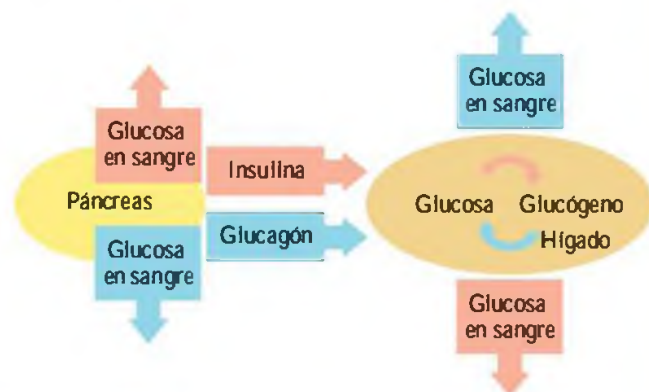 Glucosa
en sangre
Insulina
Páncreas
Glucagón
Glucosa
en sangre
Glucosa
en sangre
Glucosa
Glucógeno
Hígado
Glucosa
en sangre